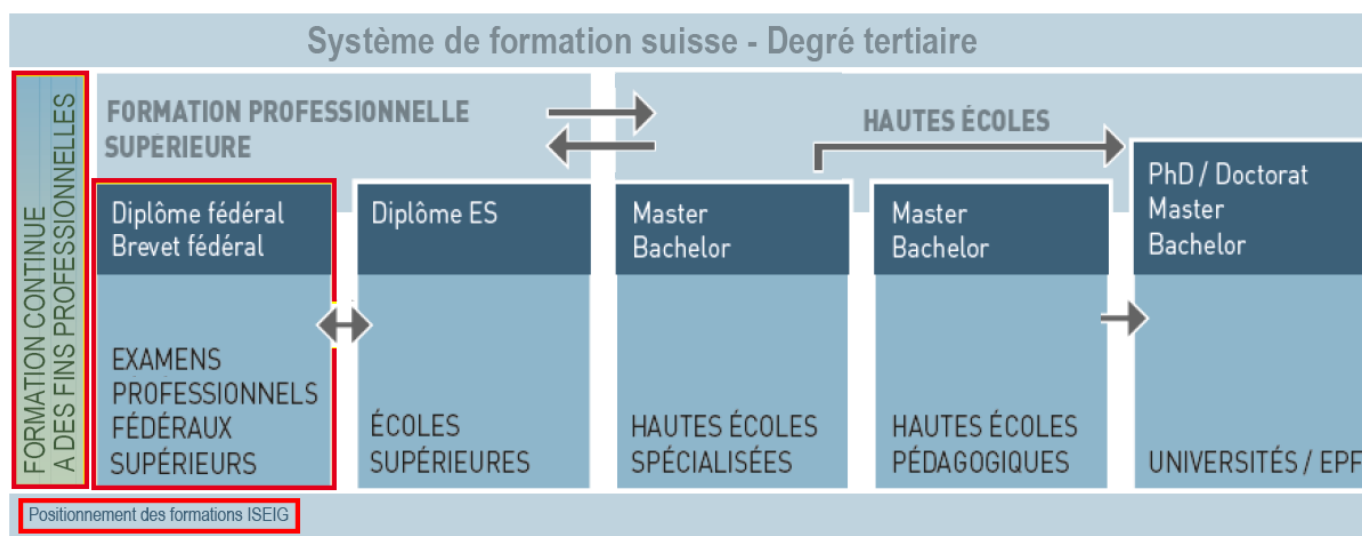 Système de formation suisse - Degré tertiaire
FORMATION CONTINUE
A DES FINS PROFESSIONNELLES
FORMATION PROFESSIONNELLE
SUPÉRIEURE
HAUTES ÉCOLES
Diplôme fédéral
Brevet fédéral
EXAMENS
PROFESSIONNELS
FÉDÉRAUX
SUPÉRIEURS
Diplôme ES
ÉCOLES
SUPÉRIEURES
Master
Bachelor
HAUTES ÉCOLES
SPÉCIALISÉES
Master
Bachelor
HAUTES ÉCOLES
PÉDAGOGIQUES
PhD / Doctorat
Master
Bachelor
UNIVERSITÉS / EPF
Positionnement des formations ISEIG